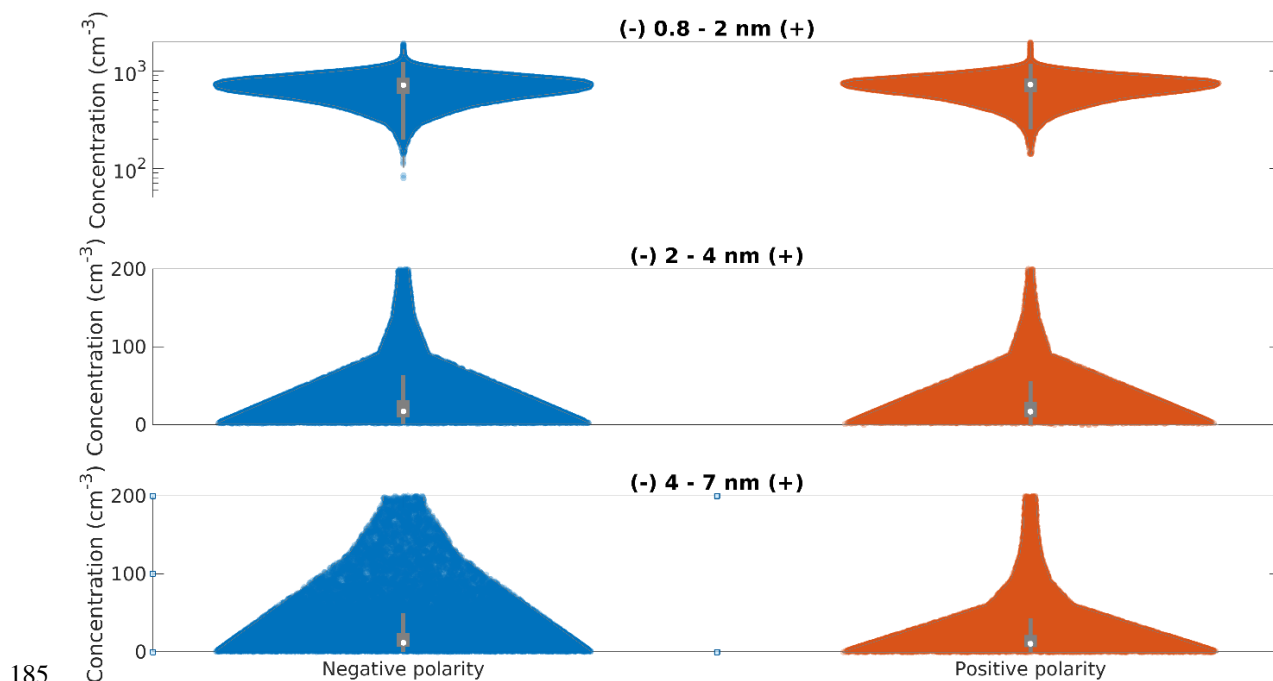 (-) 0.8 - 2 nm (+)
Concentration (cm-3)
10^3
10^2
(-) 2 - 4 nm (+)
Concentration (cm-3)
200
100
0
(-) 4 - 7 nm (+)
Concentration (cm-3)
200
100
0
185
Negative polarity
Positive polarity